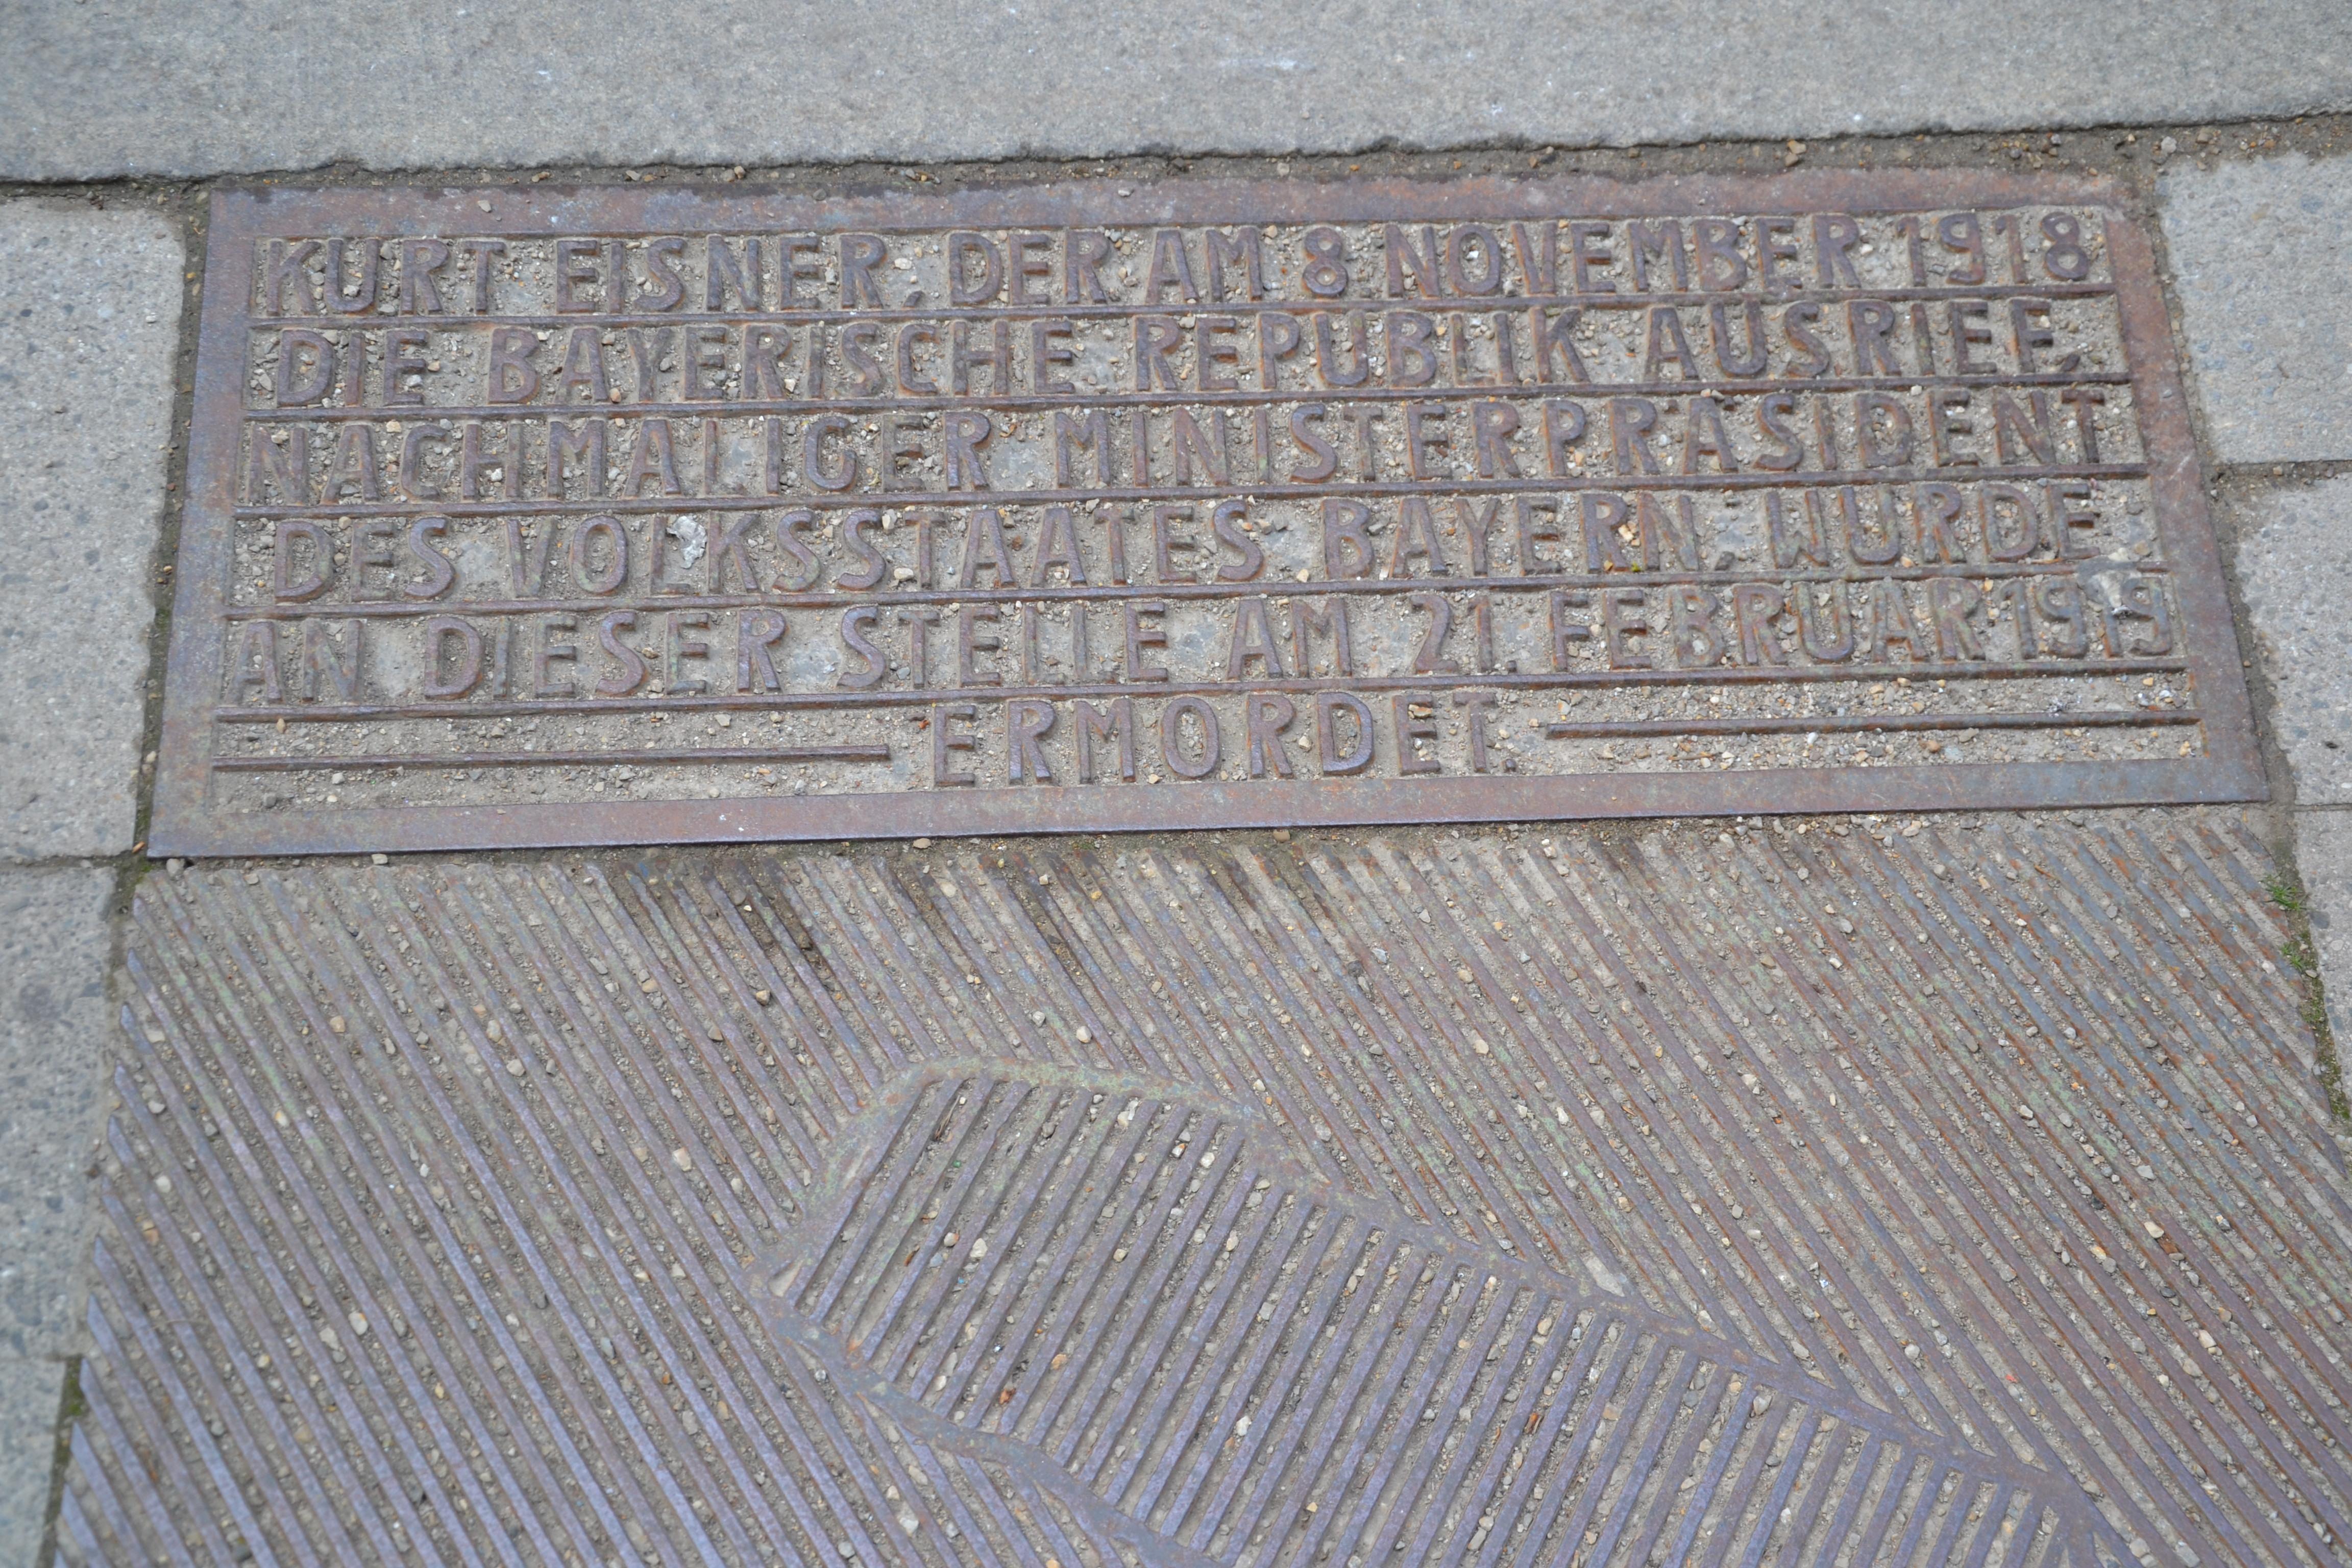 KURT EISNER, DER AM 8. NOVEMBER 1918
DIE BAYERISCHE REPUBLIK AUSRIEF,
NACHMALIGER MINISTERPRÄSIDENT
DES VOLKSSTAATES BAYERN, WURDE
AN DIESER STELLE AM 21. FEBRUAR 1919
ERMORDET.